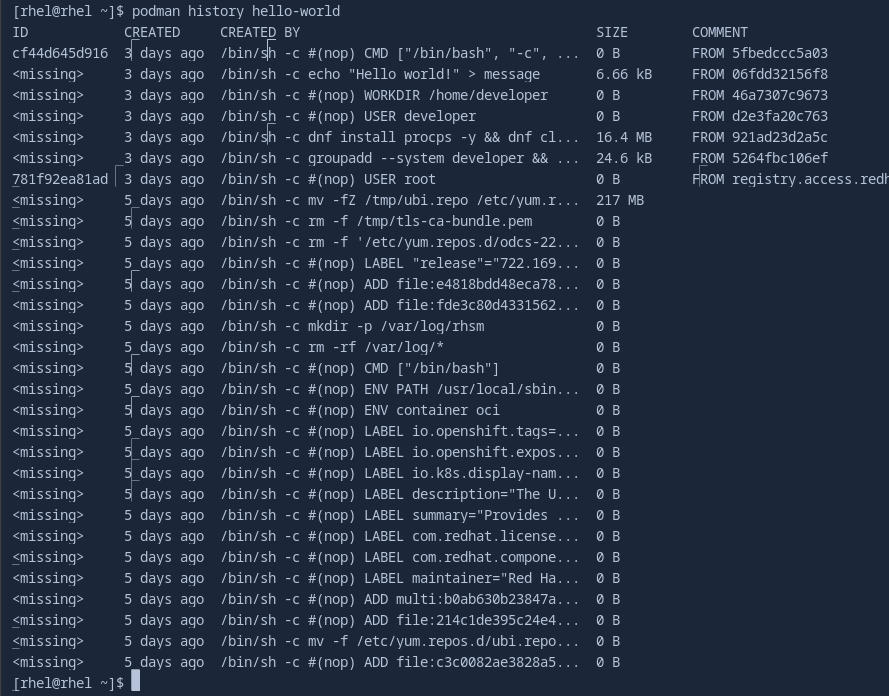 [rhel@rhel ~]$ podman history hello-world
ID            CREATED     CREATED BY                                     SIZE        COMMENT
cf44d645d916  3 days ago  /bin/sh -c #(nop) CMD ["/bin/bash", "-c", ...  0 B         FROM 5fbedccc5a03
<missing>     3 days ago  /bin/sh -c echo "Hello world!" > message       6.66 kB     FROM 06fdd32156f8
<missing>     3 days ago  /bin/sh -c #(nop) WORKDIR /home/developer      0 B         FROM 46a7307c9673
<missing>     3 days ago  /bin/sh -c #(nop) USER developer               0 B         FROM d2e3fa20c763
<missing>     3 days ago  /bin/sh -c dnf install procps -y && dnf cl...  16.4 MB     FROM 921ad23d2a5c
<missing>     3 days ago  /bin/sh -c groupadd --system developer && ...  24.6 kB     FROM 5264fbc106ef
781f92ea81ad  3 days ago  /bin/sh -c #(nop) USER root                    0 B         FROM registry.access.redh
<missing>     5 days ago  /bin/sh -c mv -fZ /tmp/ubi.repo /etc/yum.r...  217 MB
<missing>     5 days ago  /bin/sh -c rm -f /tmp/tls-ca-bundle.pem        0 B
<missing>     5 days ago  /bin/sh -c rm -f '/etc/yum.repos.d/odcs-22...  0 B
<missing>     5 days ago  /bin/sh -c #(nop) LABEL "release"="722.169...  0 B
<missing>     5 days ago  /bin/sh -c #(nop) ADD file:e4818bdd48eca78...  0 B
<missing>     5 days ago  /bin/sh -c #(nop) ADD file:fde3c80d4331562...  0 B
<missing>     5 days ago  /bin/sh -c mkdir -p /var/log/rhsm              0 B
<missing>     5 days ago  /bin/sh -c rm -rf /var/log/*                   0 B
<missing>     5 days ago  /bin/sh -c #(nop) CMD ["/bin/bash"]            0 B
<missing>     5 days ago  /bin/sh -c #(nop) ENV PATH /usr/local/sbin...  0 B
<missing>     5 days ago  /bin/sh -c #(nop) ENV container oci            0 B
<missing>     5 days ago  /bin/sh -c #(nop) LABEL io.openshift.tags=...  0 B
<missing>     5 days ago  /bin/sh -c #(nop) LABEL io.openshift.expos...  0 B
<missing>     5 days ago  /bin/sh -c #(nop) LABEL io.k8s.display-nam...  0 B
<missing>     5 days ago  /bin/sh -c #(nop) LABEL description="The U...  0 B
<missing>     5 days ago  /bin/sh -c #(nop) LABEL summary="Provides ...  0 B
<missing>     5 days ago  /bin/sh -c #(nop) LABEL com.redhat.license...  0 B
<missing>     5 days ago  /bin/sh -c #(nop) LABEL com.redhat.compone...  0 B
<missing>     5 days ago  /bin/sh -c #(nop) LABEL maintainer="Red Ha...  0 B
<missing>     5 days ago  /bin/sh -c #(nop) ADD multi:b0ab630b23847a...  0 B
<missing>     5 days ago  /bin/sh -c #(nop) ADD file:214c1de395c24e4...  0 B
<missing>     5 days ago  /bin/sh -c mv -f /etc/yum.repos.d/ubi.repo...  0 B
<missing>     5 days ago  /bin/sh -c #(nop) ADD file:c3c0082ae3828a5...  0 B
[rhel@rhel ~]$